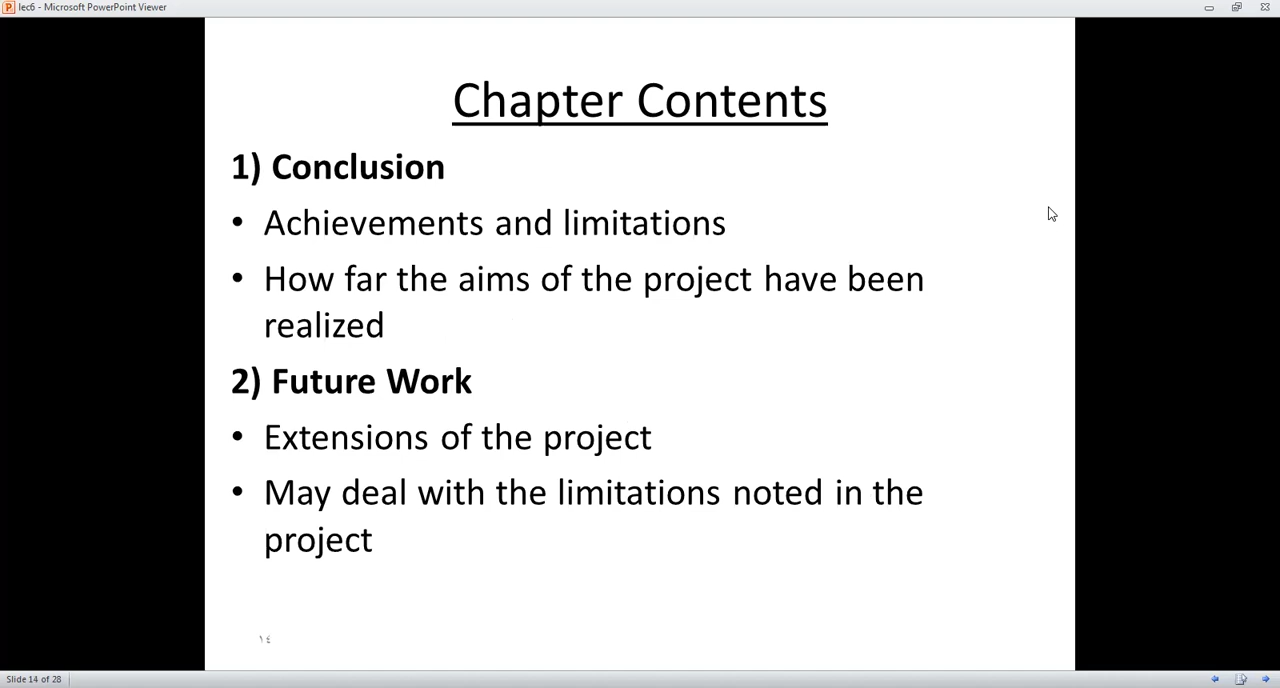 lec6 - Microsoft PowerPoint Viewer
Chapter Contents
1) Conclusion
• Achievements and limitations
• How far the aims of the project have been
realized
2) Future Work
• Extensions of the project
• May deal with the limitations noted in the
project
١٤
Slide 14 of 28